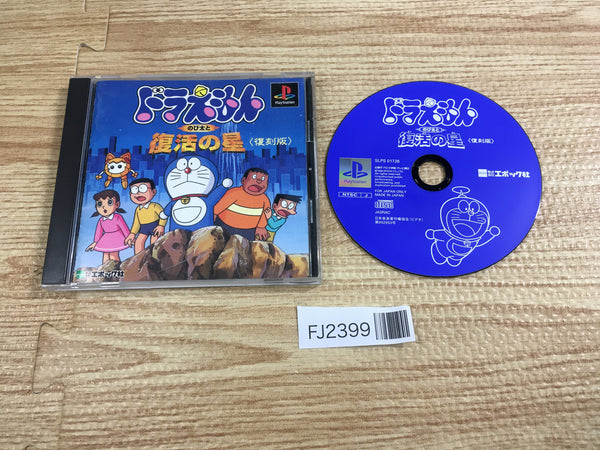 ドラえもん
のび太と
復活の星〈復刻版〉
PlayStation
エポック社
ドラえもん
のび太と
復活の星〈復刻版〉
SLPS 01736
エポック社
PlayStation
NTSC J
FOR JAPAN ONLY
MADE IN JAPAN
JASRAC
FJ2399